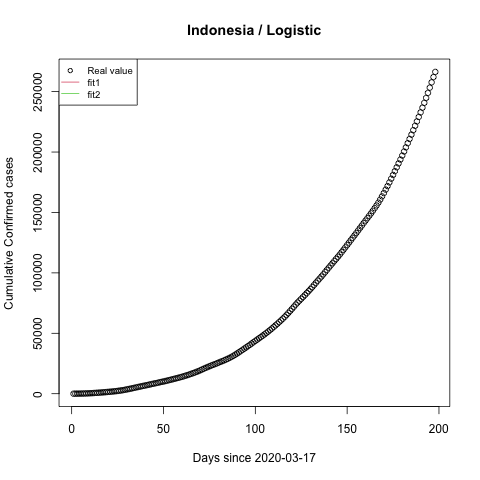 Indonesia / Logistic
Real value
fit1
fit2
Cumulative Confirmed cases
250000
200000
150000
100000
50000
0
0 50 100 150 200
Days since 2020-03-17